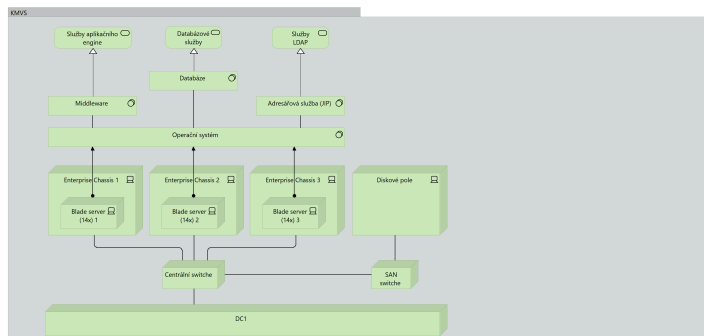 KMVS
Služby aplikačního
engine
Databázové
služby
Služby
LDAP
Databáze
Middleware
Adresářová služba (JIP)
Operační systém
Enterprise Chassis 1
Enterprise Chassis 2
Enterprise Chassis 3
Diskové pole
Blade server
(14x) 1
Blade server
(14x) 2
Blade server
(14x) 3
Centrální switche
SAN
switche
DC1